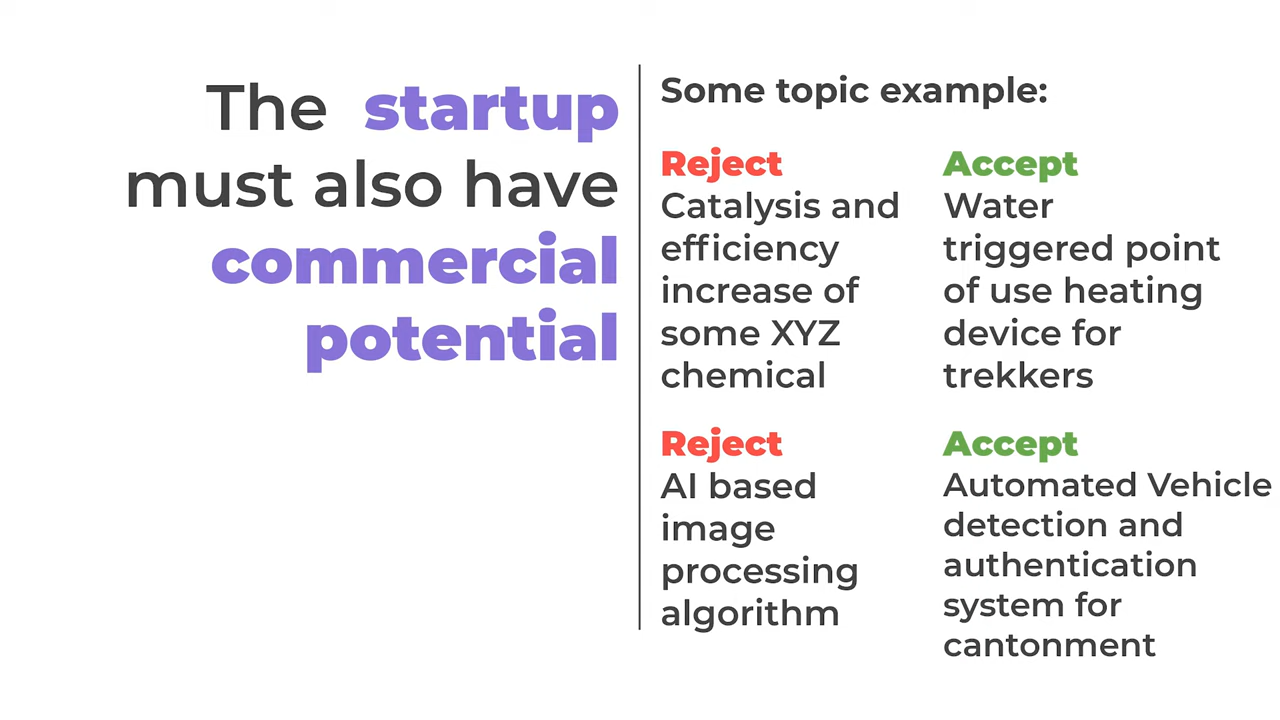 The startup
must also have
commercial
potential
Some topic example:
Reject
Catalysis and
efficiency
increase of
some XYZ
chemical
Accept
Water
triggered point
of use heating
device for
trekkers
Reject
AI based
image
processing
algorithm
Accept
Automated Vehicle
detection and
authentication
system for
cantonment